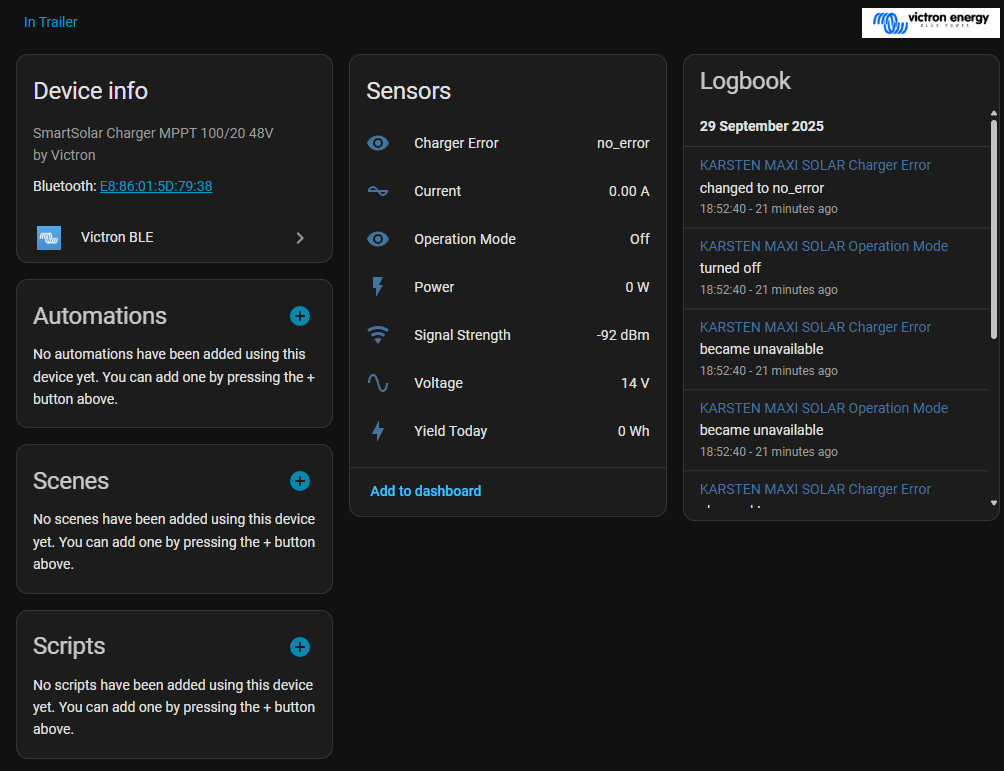 In Trailer
victron energy
BLUE POWER
Device info
SmartSolar Charger MPPT 100/20 48V
by Victron
Bluetooth: E8:86:01:5D:79:38
Victron BLE
Automations
No automations have been added using this
device yet. You can add one by pressing the +
button above.
Scenes
No scenes have been added using this device
yet. You can add one by pressing the + button
above.
Scripts
No scripts have been added using this device
yet. You can add one by pressing the + button
above.
Sensors
Charger Error no_error
Current 0.00 A
Operation Mode Off
Power 0 W
Signal Strength -92 dBm
Voltage 14 V
Yield Today 0 Wh
Add to dashboard
Logbook
29 September 2025
KARSTEN MAXI SOLAR Charger Error
changed to no_error
18:52:40 - 21 minutes ago
KARSTEN MAXI SOLAR Operation Mode
turned off
18:52:40 - 21 minutes ago
KARSTEN MAXI SOLAR Charger Error
became unavailable
18:52:40 - 21 minutes ago
KARSTEN MAXI SOLAR Operation Mode
became unavailable
18:52:40 - 21 minutes ago
KARSTEN MAXI SOLAR Charger Error